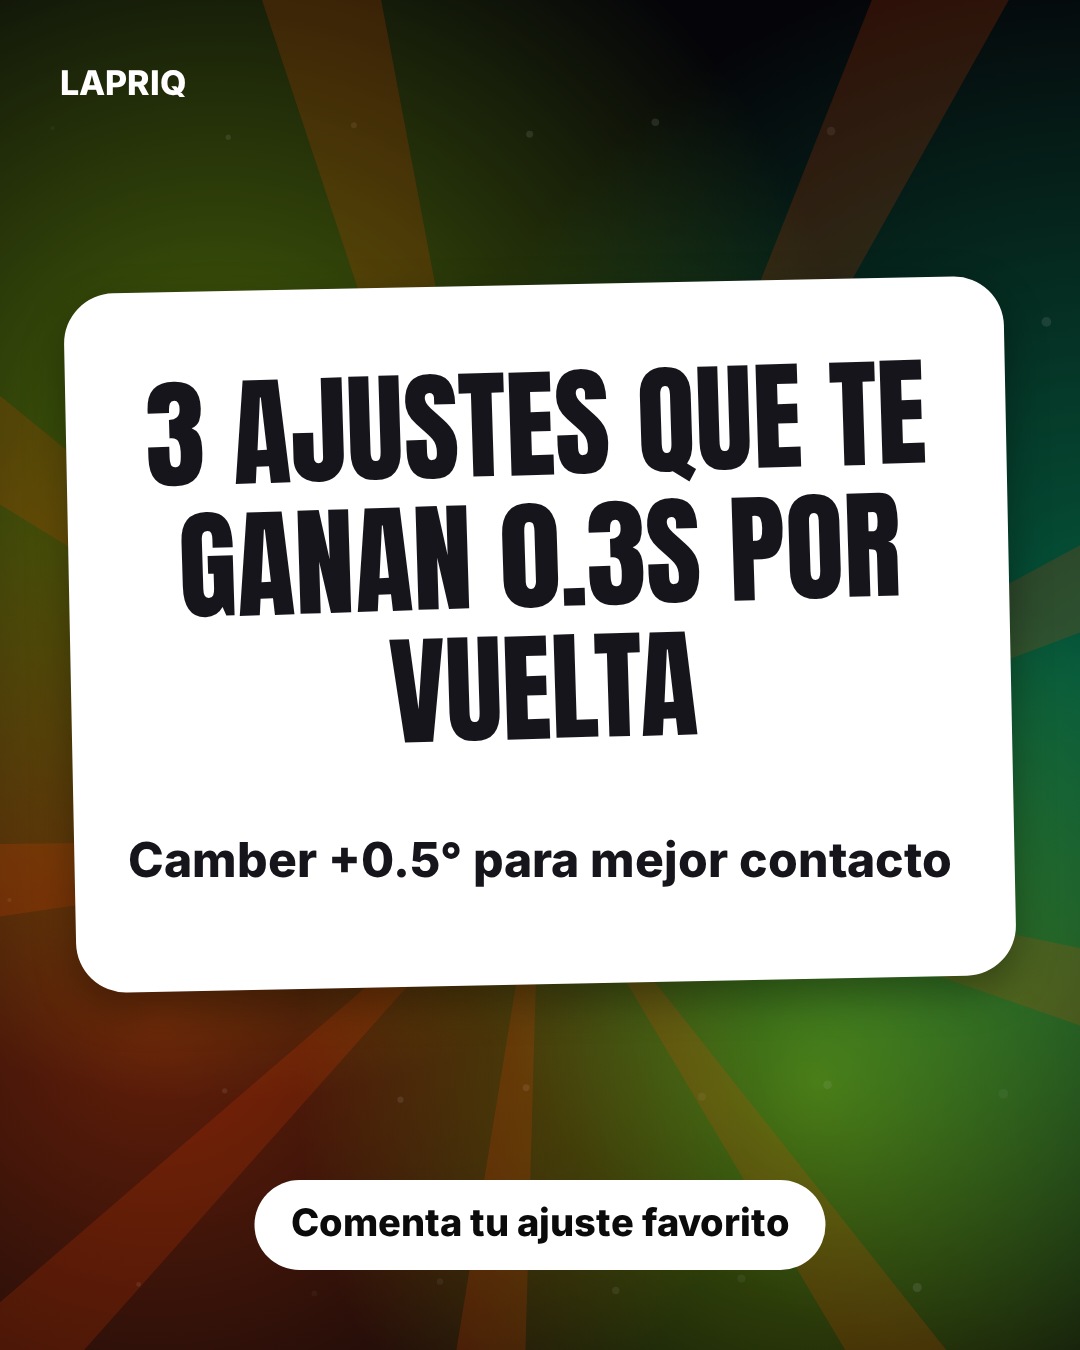 LAPRIQ
3 AJUSTES QUE TE
GANAN 0.3S POR
VUELTA
Camber +0.5° para mejor contacto
Comenta tu ajuste favorito